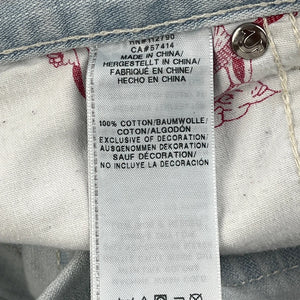 RN#112790
CA#57414
MADE IN CHINA/
HERGESTELLT IN CHINA/
FABRIQUÉ EN CHINE/
HECHO EN CHINA
100% COTTON/BAUMWOLLE/
COTON/ALGODÓN
EXCLUSIVE OF DECORATION/
AUSGENOMMEN DEKORATION/
SAUF DÉCORATION/
NO INCLUYE LA DECORACIÓN